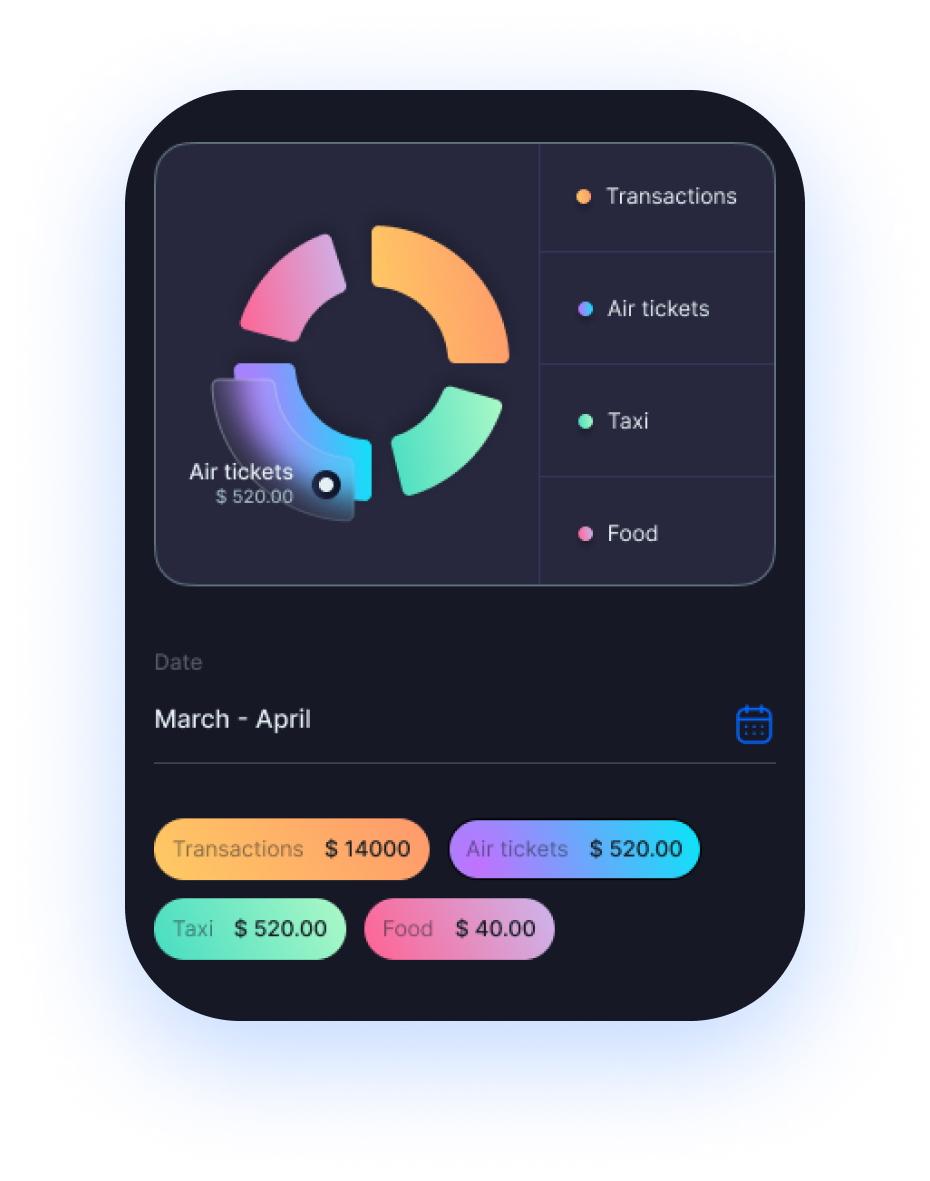 Transactions
Air tickets
Taxi
Food
Air tickets
$ 520.00
Date
March - April
Transactions $ 14000
Air tickets $ 520.00
Taxi $ 520.00
Food $ 40.00